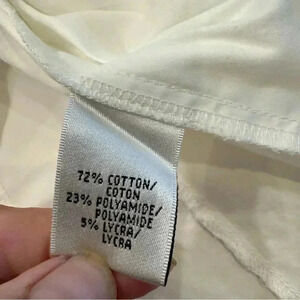 72% COTTON/
COTON
23% POLYAMIDE/
POLYAMIDE
5% LYCRA/
LYCRA